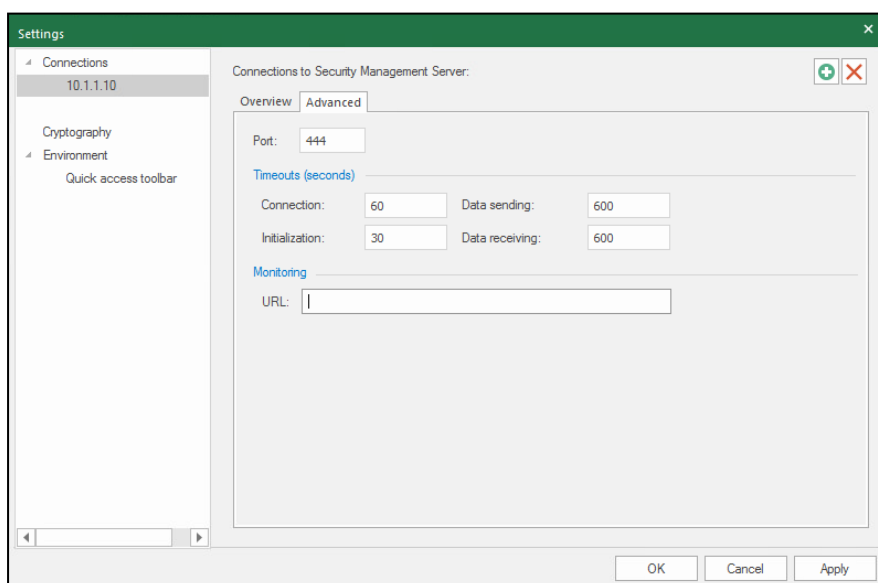 Settings
Connections
10.1.1.10
Cryptography
Environment
Quick access toolbar
Connections to Security Management Server:
Overview Advanced
Port: 444
Timeouts (seconds)
Connection: 60 Data sending: 600
Initialization: 30 Data receiving: 600
Monitoring
URL:
OK Cancel Apply